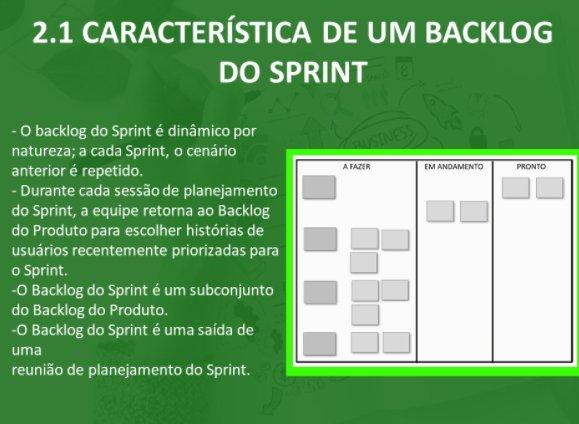 2.1 CARACTERÍSTICA DE UM BACKLOG
DO SPRINT
- O backlog do Sprint é dinâmico por
natureza; a cada Sprint, o cenário
anterior é repetido.
- Durante cada sessão de planejamento
do Sprint, a equipe retorna ao Backlog
do Produto para escolher histórias de
usuários recentemente priorizadas para
o Sprint.
-O Backlog do Sprint é um subconjunto
do Backlog do Produto.
-O Backlog do Sprint é uma saída de
uma
reunião de planejamento do Sprint.
A FAZER
EM ANDAMENTO
PRONTO
BUSINESS